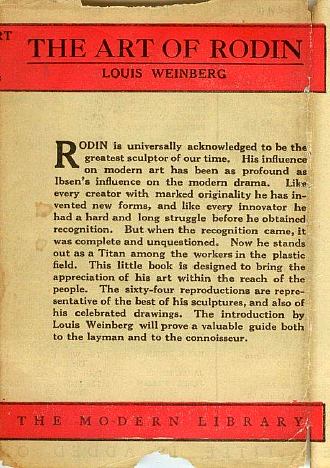 RT
THE ART OF RODIN
LOUIS WEINBERG
RODIN is universally acknowledged to be the
greatest sculptor of our time. His influence
on modern art has been as profound as
Ibsen's influence on the modern drama. Like
every creator with marked originality he has in-
vented new forms, and like every innovator he
had a hard and long struggle before he obtained
recognition. But when the recognition came, it
was complete and unquestioned. Now he stands
out as a Titan among the workers in the plastic
field. This little book is designed to bring the
appreciation of his art within the reach of the
people. The sixty-four reproductions are repre-
sentative of the best of his sculptures, and also of
his celebrated drawings. The introduction by
Louis Weinberg will prove a valuable guide both
to the layman and to the connoisseur.
THE MODERN LIBRARY